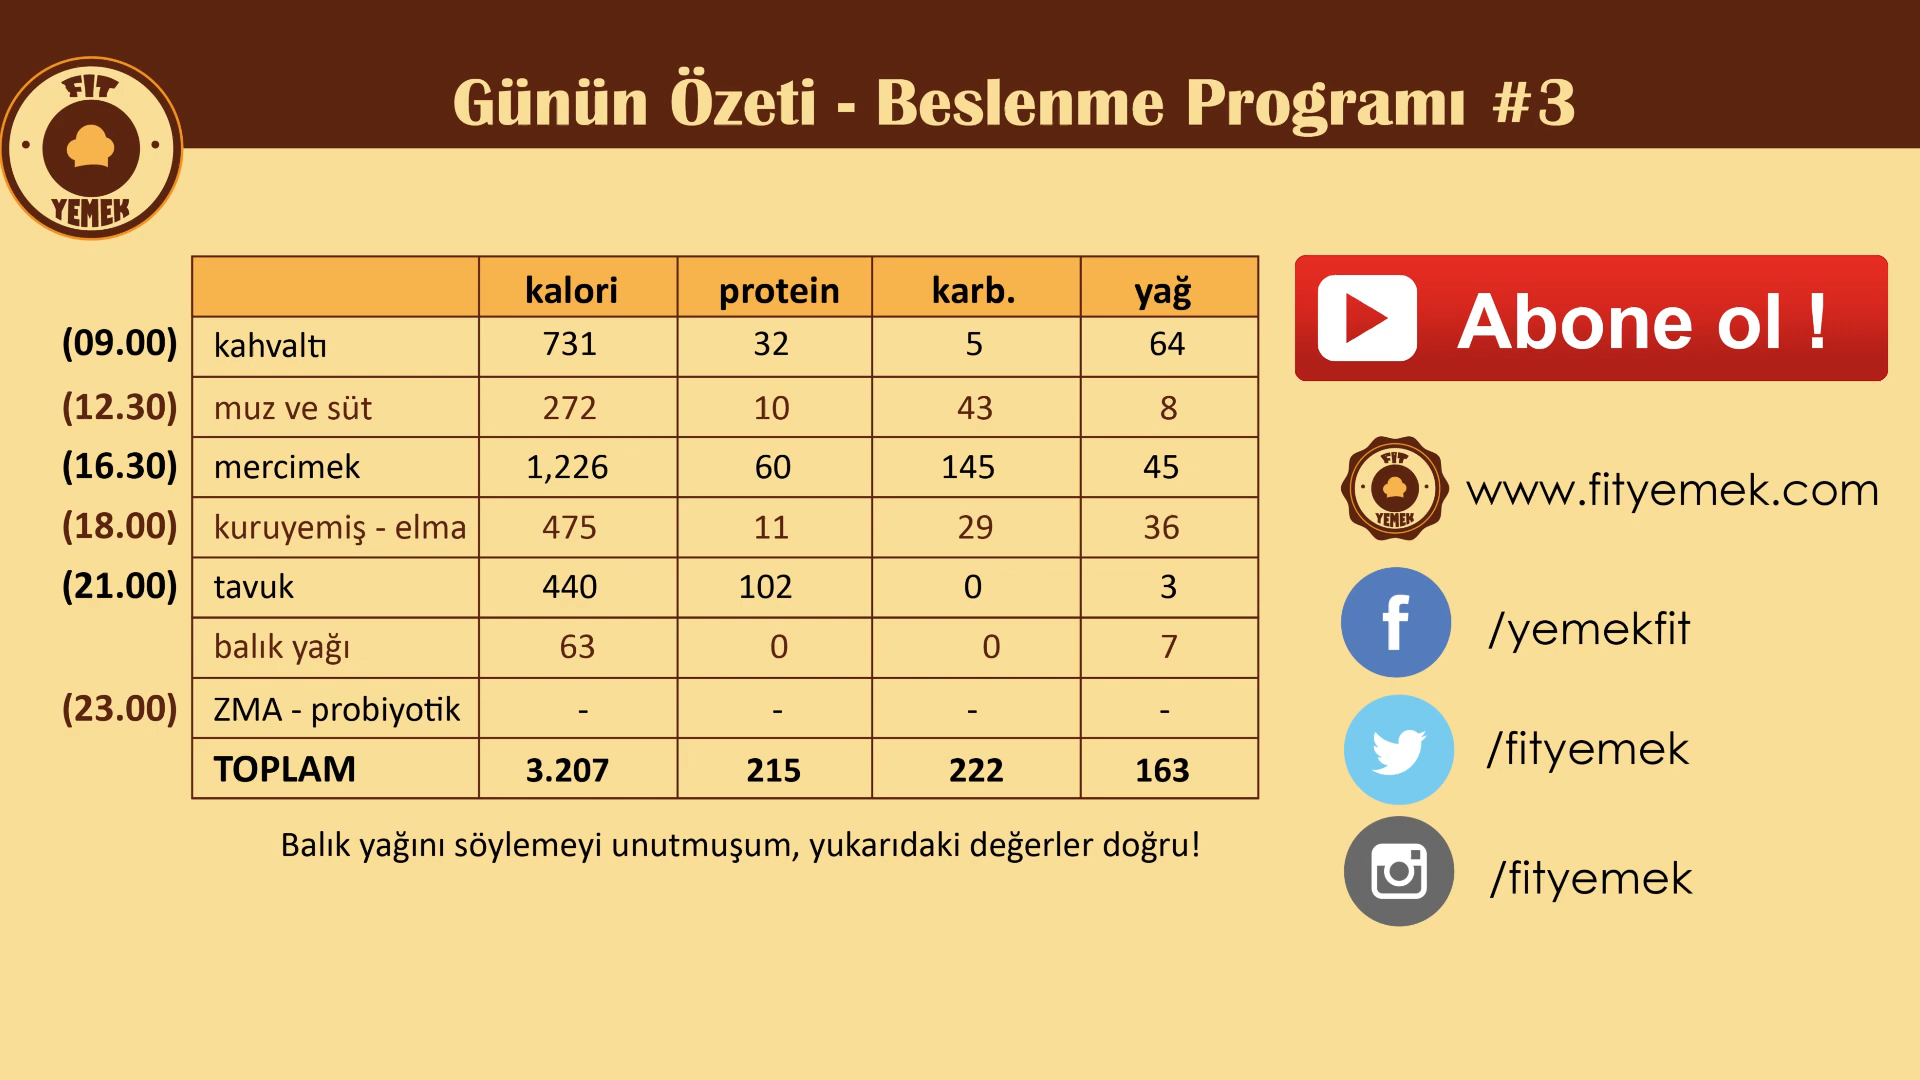 Günün Özeti - Beslenme Programı #3
FIT
YEMEK
kalori protein karb. yağ
(09.00) kahvaltı 731 32 5 64
(12.30) muz ve süt 272 10 43 8
(16.30) mercimek 1,226 60 145 45
(18.00) kuruyemiş - elma 475 11 29 36
(21.00) tavuk 440 102 0 3
balık yağı 63 0 0 7
(23.00) ZMA - probiyotik - - - -
TOPLAM 3.207 215 222 163
Balık yağını söylemeyi unutmuşum, yukarıdaki değerler doğru!
Abone ol !
FIT
YEMEK
www.fityemek.com
f /yemekfit
/fityemek
/fityemek